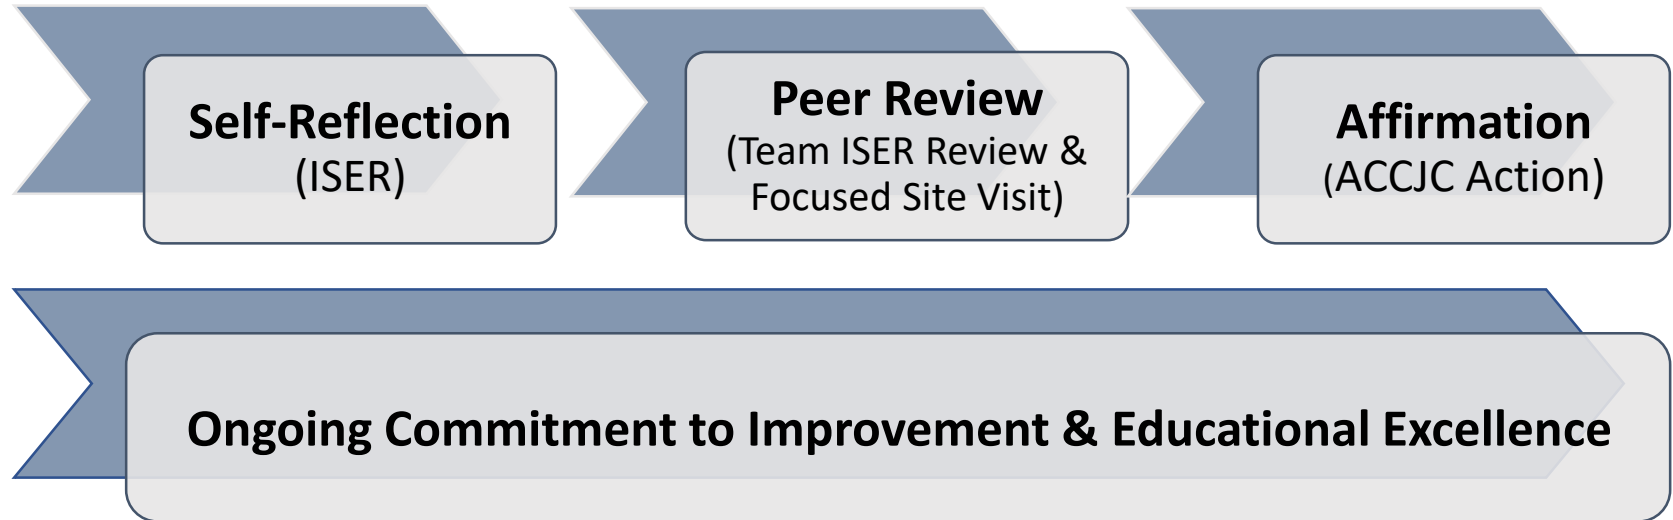 Self-Reflection
(ISER)
Peer Review
(Team ISER Review &
Focused Site Visit)
Affirmation
(ACCJC Action)
Ongoing Commitment to Improvement & Educational Excellence